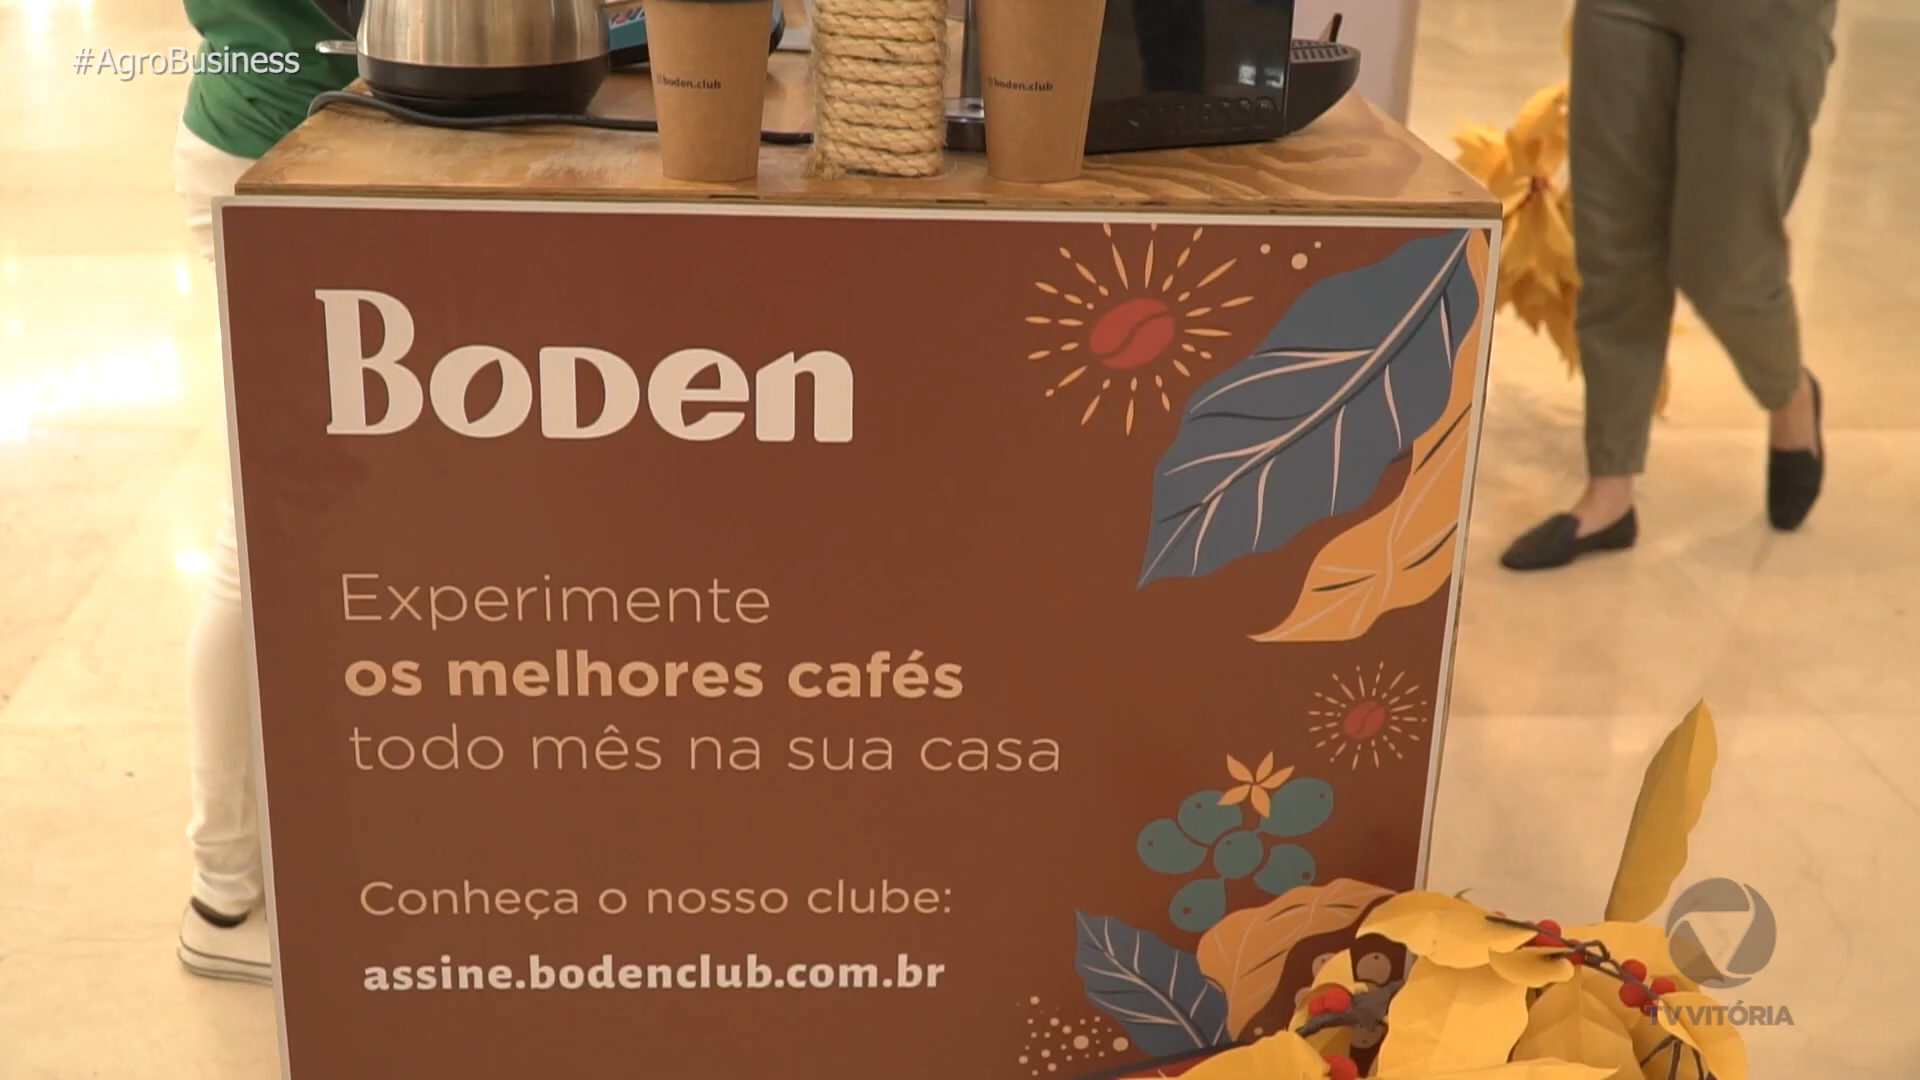 #AgroBusiness
boden.club
boden.club
BODEN
Experimente
os melhores cafés
todo mês na sua casa
Conheça o nosso clube:
assine.bodenclub.com.br
TV VITÓRIA